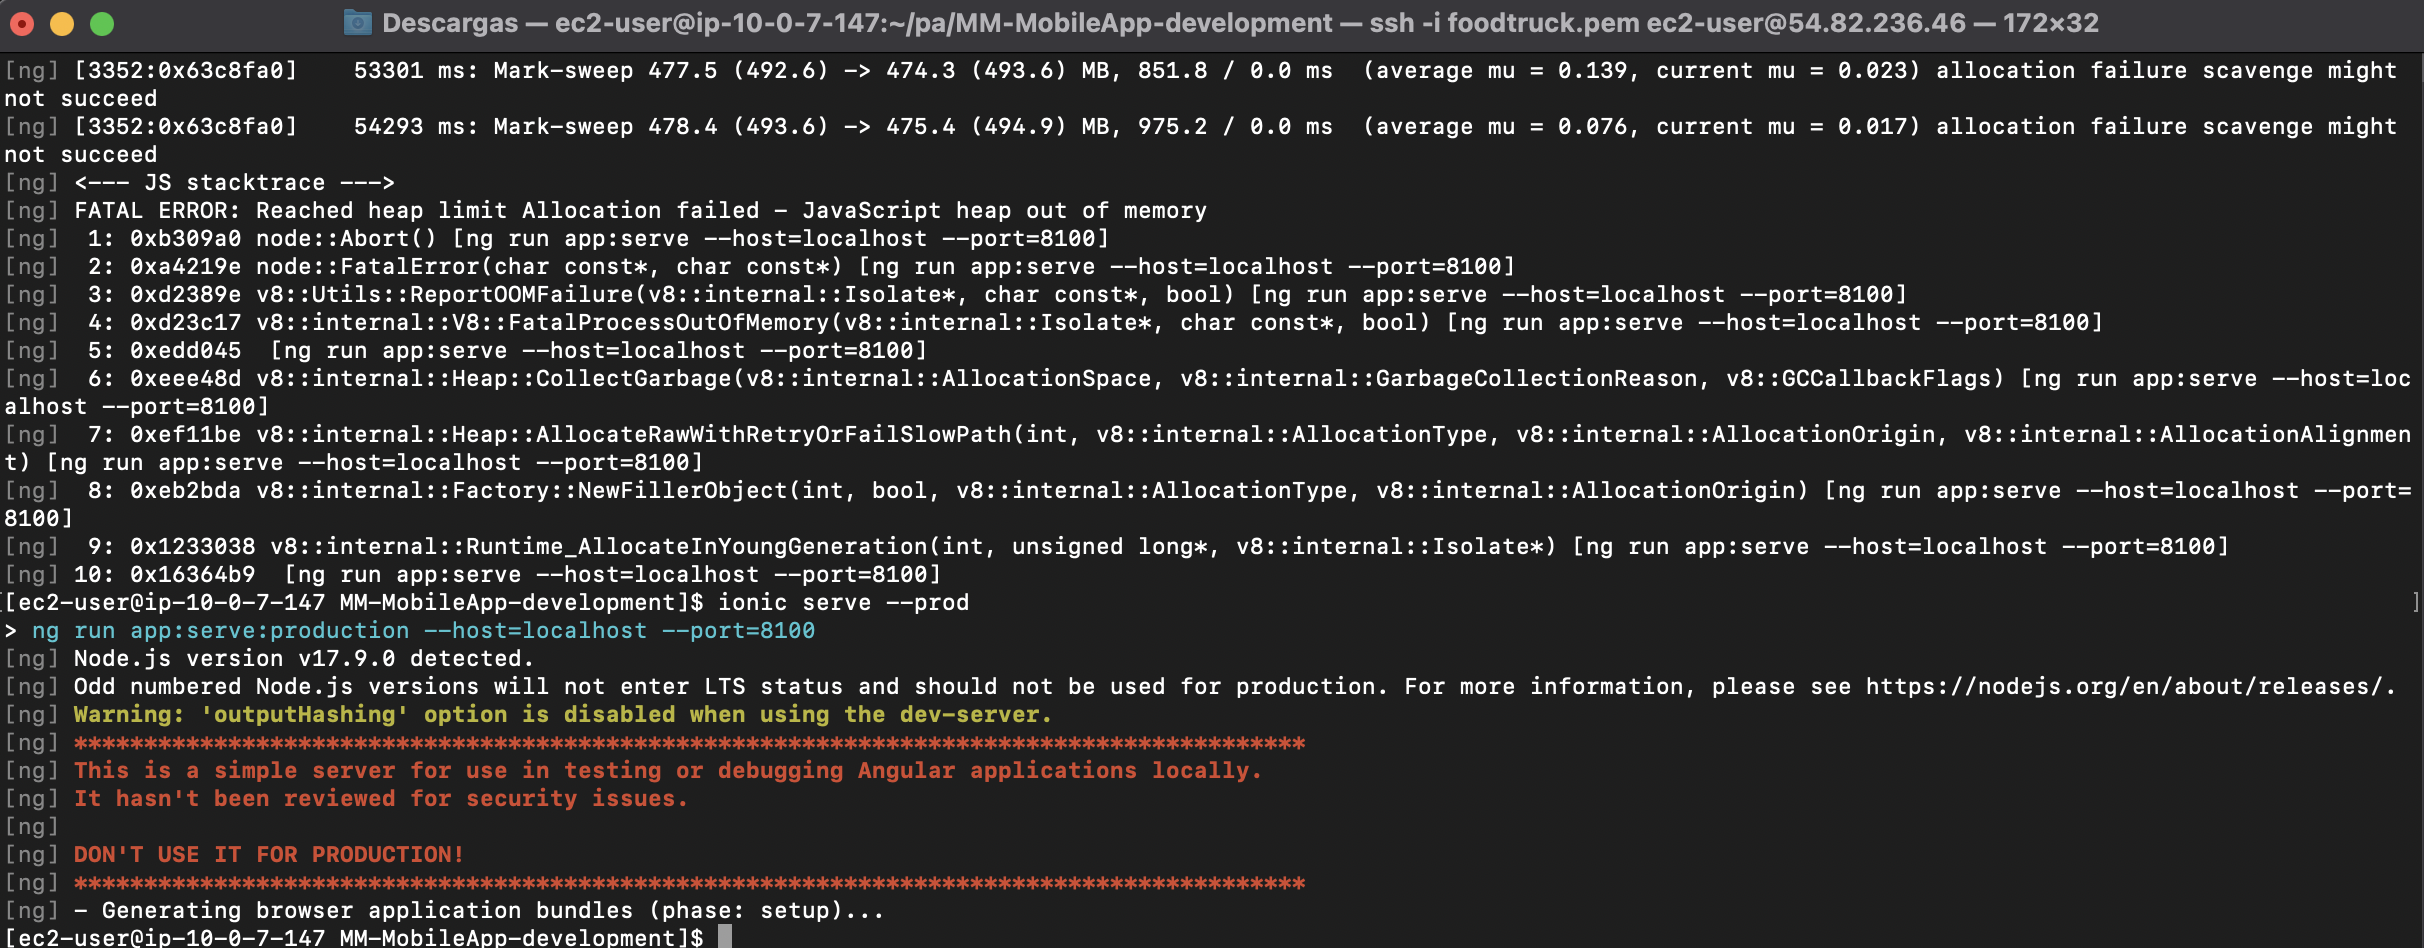 Descargas — ec2-user@ip-10-0-7-147:~/pa/MM-MobileApp-development — ssh -i foodtruck.pem ec2-user@54.82.236.46 — 172×32
[ng] [3352:0x63c8fa0]    53301 ms: Mark-sweep 477.5 (492.6) -> 474.3 (493.6) MB, 851.8 / 0.0 ms  (average mu = 0.139, current mu = 0.023) allocation failure scavenge might
not succeed
[ng] [3352:0x63c8fa0]    54293 ms: Mark-sweep 478.4 (493.6) -> 475.4 (494.9) MB, 975.2 / 0.0 ms  (average mu = 0.076, current mu = 0.017) allocation failure scavenge might
not succeed
[ng] <--- JS stacktrace --->
[ng] FATAL ERROR: Reached heap limit Allocation failed - JavaScript heap out of memory
[ng]  1: 0xb309a0 node::Abort() [ng run app:serve --host=localhost --port=8100]
[ng]  2: 0xa4219e node::FatalError(char const*, char const*) [ng run app:serve --host=localhost --port=8100]
[ng]  3: 0xd2389e v8::Utils::ReportOOMFailure(v8::internal::Isolate*, char const*, bool) [ng run app:serve --host=localhost --port=8100]
[ng]  4: 0xd23c17 v8::internal::V8::FatalProcessOutOfMemory(v8::internal::Isolate*, char const*, bool) [ng run app:serve --host=localhost --port=8100]
[ng]  5: 0xedd045  [ng run app:serve --host=localhost --port=8100]
[ng]  6: 0xeee48d v8::internal::Heap::CollectGarbage(v8::internal::AllocationSpace, v8::internal::GarbageCollectionReason, v8::GCCallbackFlags) [ng run app:serve --host=loc
alhost --port=8100]
[ng]  7: 0xef11be v8::internal::Heap::AllocateRawWithRetryOrFailSlowPath(int, v8::internal::AllocationType, v8::internal::AllocationOrigin, v8::internal::AllocationAlignmen
t) [ng run app:serve --host=localhost --port=8100]
[ng]  8: 0xeb2bda v8::internal::Factory::NewFillerObject(int, bool, v8::internal::AllocationType, v8::internal::AllocationOrigin) [ng run app:serve --host=localhost --port=
8100]
[ng]  9: 0x1233038 v8::internal::Runtime_AllocateInYoungGeneration(int, unsigned long*, v8::internal::Isolate*) [ng run app:serve --host=localhost --port=8100]
[ng] 10: 0x16364b9  [ng run app:serve --host=localhost --port=8100]
[ec2-user@ip-10-0-7-147 MM-MobileApp-development]$ ionic serve --prod
> ng run app:serve:production --host=localhost --port=8100
[ng] Node.js version v17.9.0 detected.
[ng] Odd numbered Node.js versions will not enter LTS status and should not be used for production. For more information, please see https://nodejs.org/en/about/releases/.
[ng] Warning: 'outputHashing' option is disabled when using the dev-server.
[ng] ****************************************************************************************
[ng] This is a simple server for use in testing or debugging Angular applications locally.
[ng] It hasn't been reviewed for security issues.
[ng]
[ng] DON'T USE IT FOR PRODUCTION!
[ng] ****************************************************************************************
[ng] - Generating browser application bundles (phase: setup)...
[ec2-user@ip-10-0-7-147 MM-MobileApp-development]$